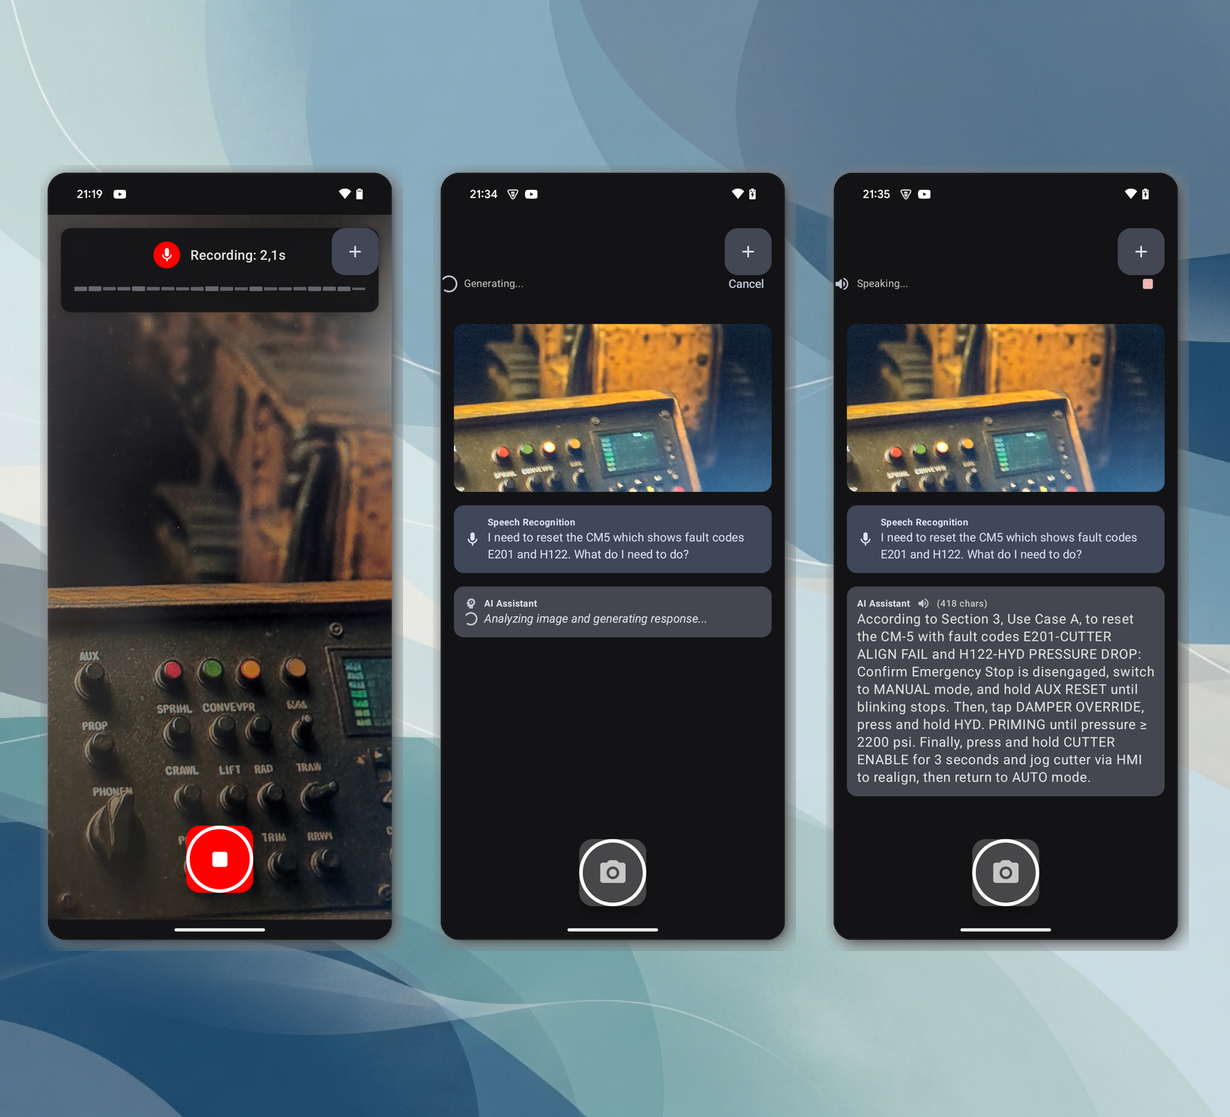 21:19
Recording: 2,1s
+
AUX
SPRIHL CONVEVPR
PROP
CRAWL LIFT RAD TRAW
PHONEN
TRIM RRW
21:34
+
Generating...
Cancel
CONVEVPR
Speech Recognition
I need to reset the CM5 which shows fault codes
E201 and H122. What do I need to do?
AI Assistant
Analyzing image and generating response...
21:35
+
Speaking...
CONVEVPR
Speech Recognition
I need to reset the CM5 which shows fault codes
E201 and H122. What do I need to do?
AI Assistant (418 chars)
According to Section 3, Use Case A, to reset
the CM-5 with fault codes E201-CUTTER
ALIGN FAIL and H122-HYD PRESSURE DROP:
Confirm Emergency Stop is disengaged, switch
to MANUAL mode, and hold AUX RESET until
blinking stops. Then, tap DAMPER OVERRIDE,
press and hold HYD. PRIMING until pressure ≥
2200 psi. Finally, press and hold CUTTER
ENABLE for 3 seconds and jog cutter via HMI
to realign, then return to AUTO mode.